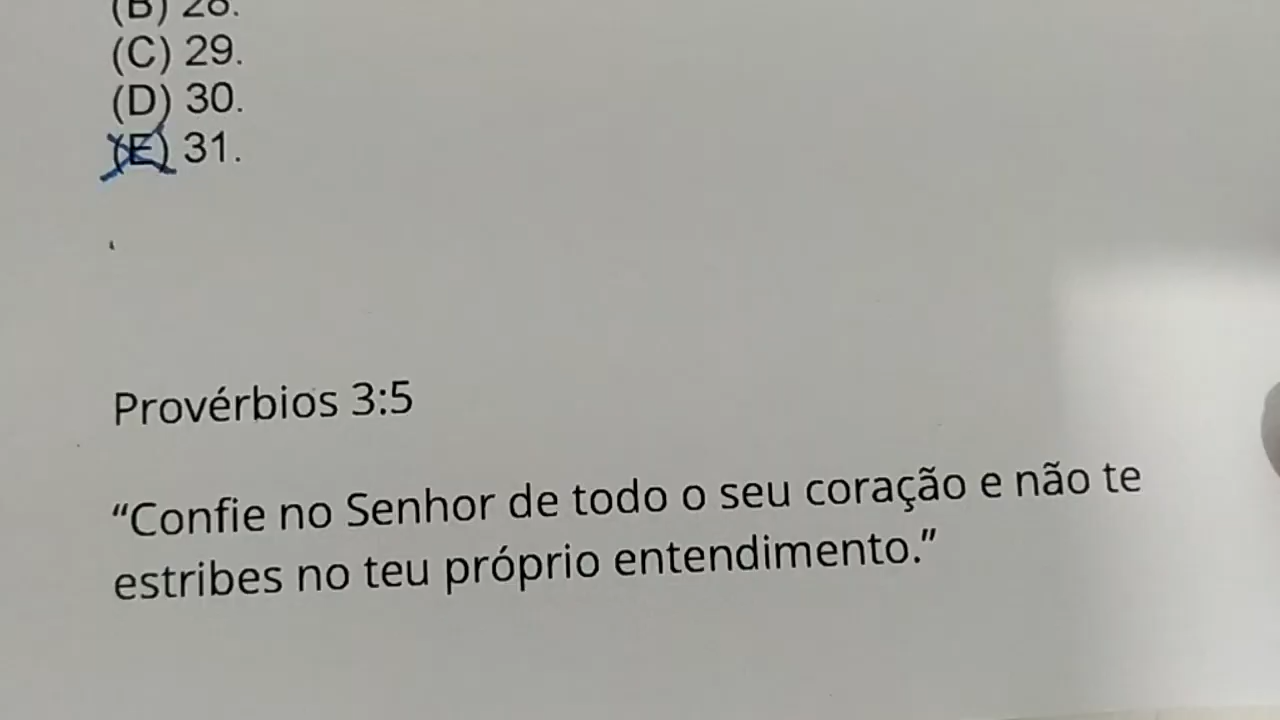 (B) 28.
(C) 29.
(D) 30.
(E) 31.
Provérbios 3:5
“Confie no Senhor de todo o seu coração e não te
estribes no teu próprio entendimento.”